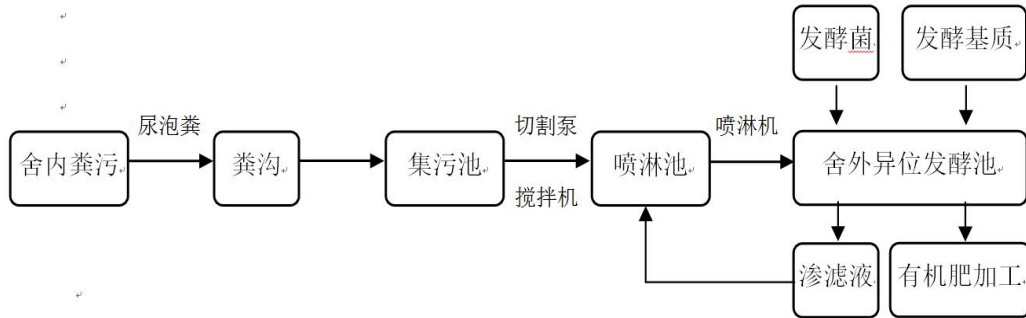 发酵菌
发酵基质
尿泡粪
切割泵
喷淋机
舍内粪污
粪沟
集污池
喷淋池
舍外异位发酵池
搅拌机
渗滤液
有机肥加工